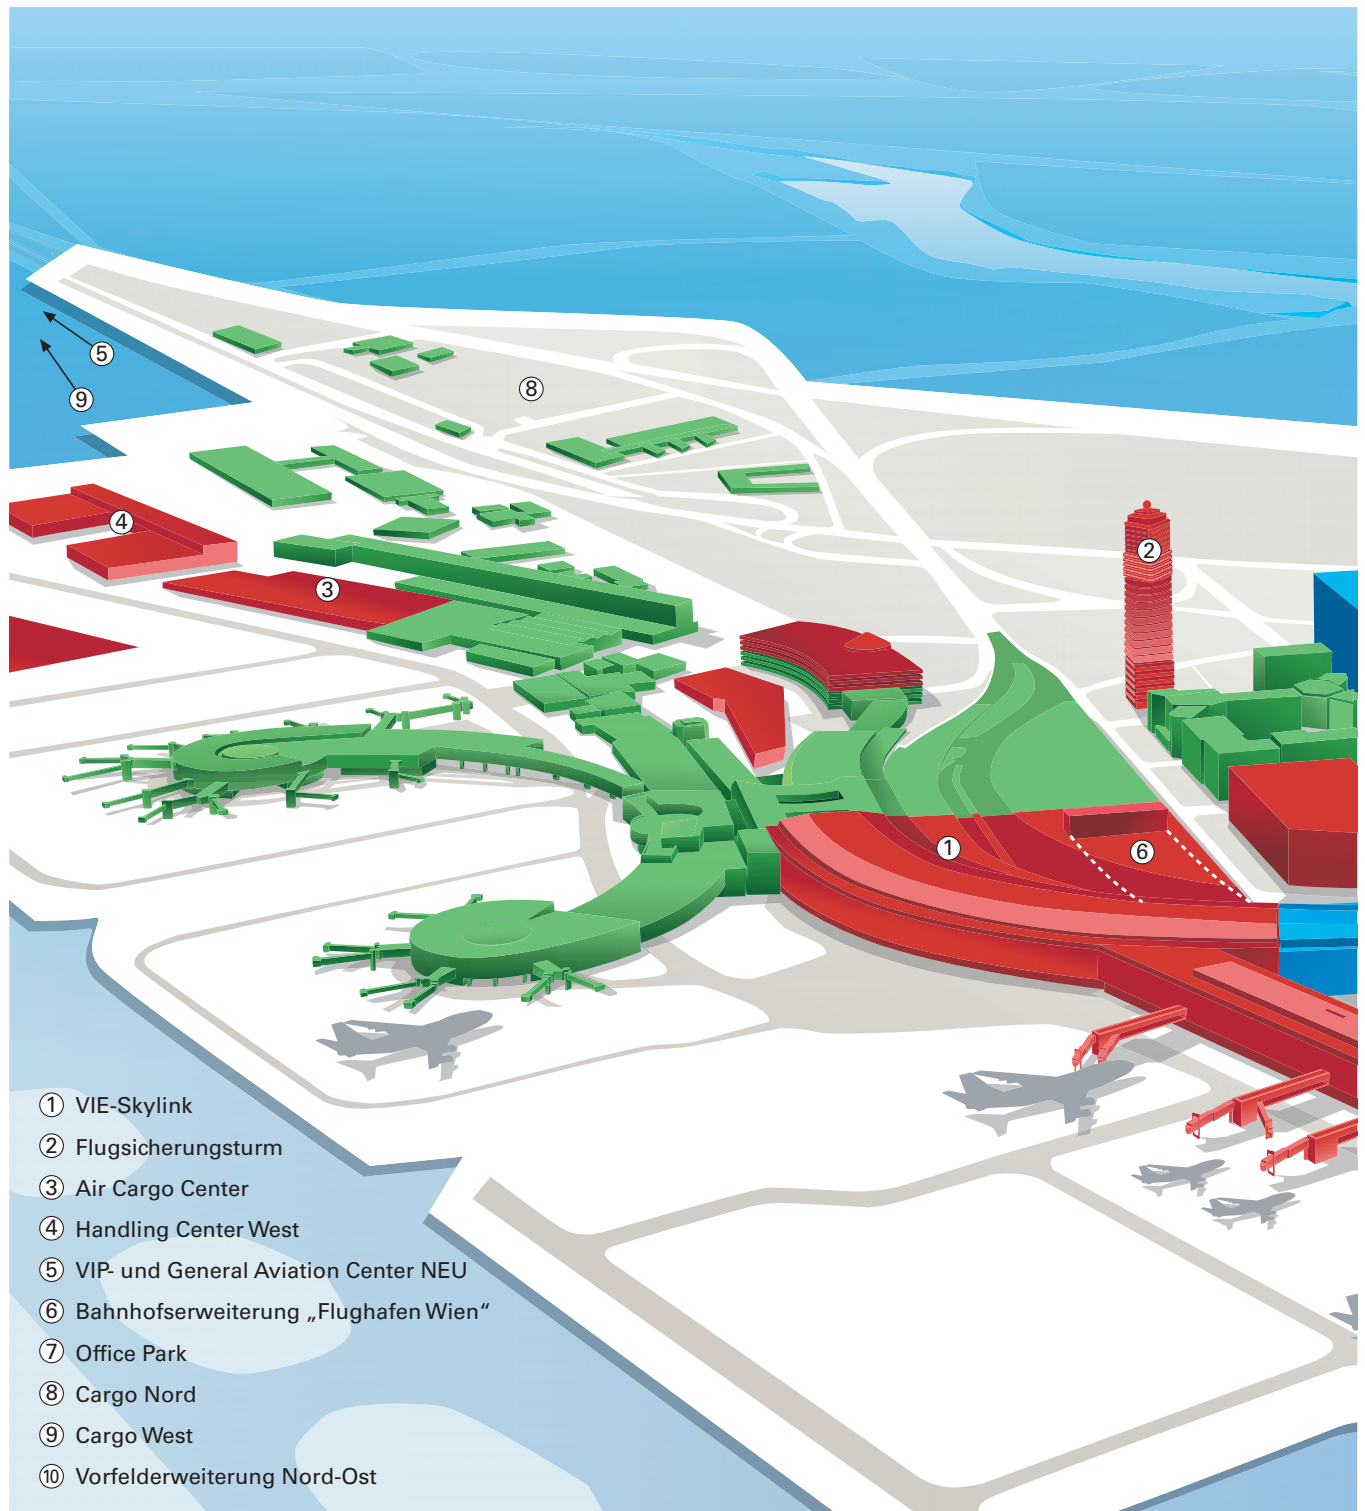 5
9
8
4
2
3
1
6
1 VIE-Skylink
2 Flugsicherungsturm
3 Air Cargo Center
4 Handling Center West
5 VIP- und General Aviation Center NEU
6 Bahnhofserweiterung „Flughafen Wien“
7 Office Park
8 Cargo Nord
9 Cargo West
10 Vorfelderweiterung Nord-Ost